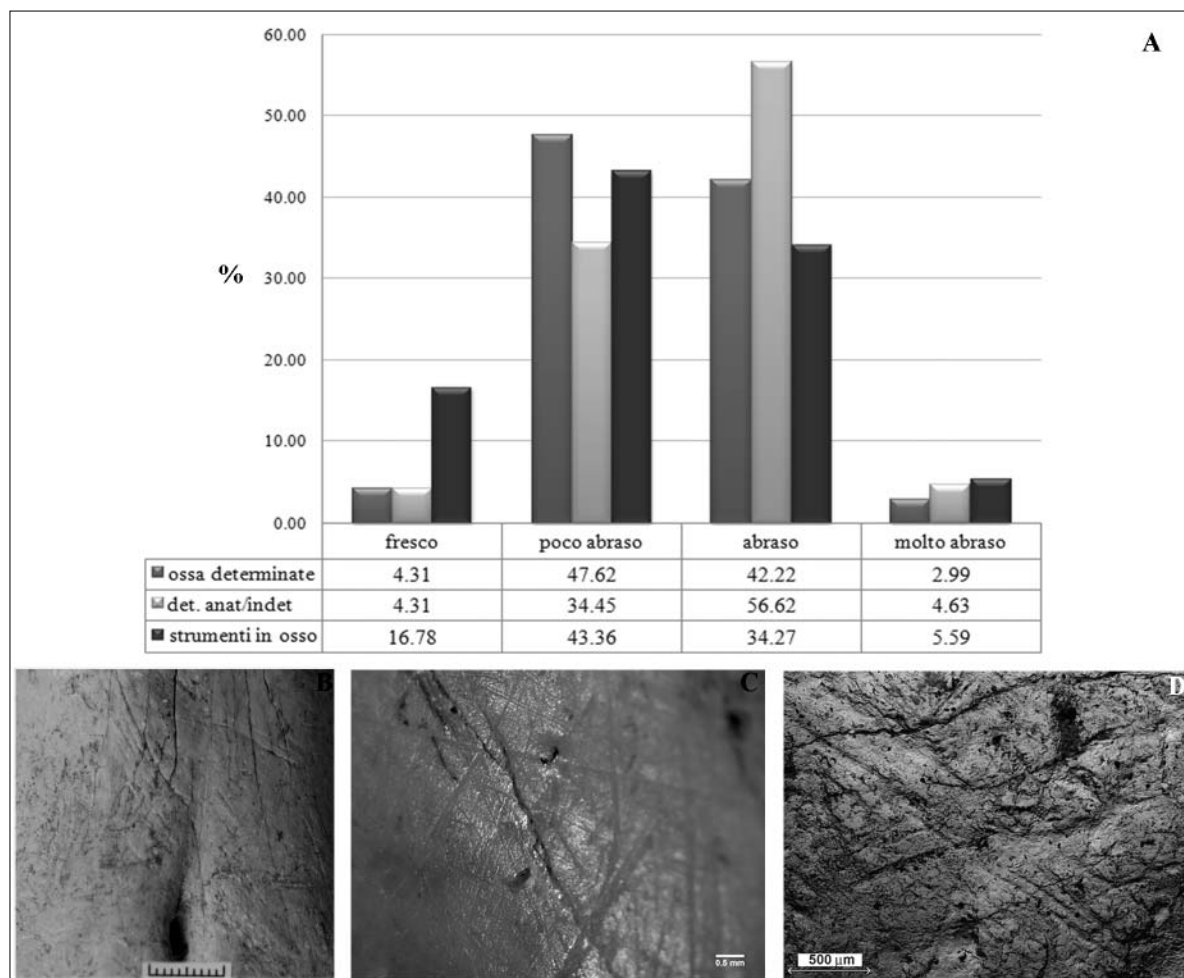 A
60.00
50.00
40.00
%
30.00
20.00
10.00
0.00
fresco poco abraso abraso molto abraso
ossa determinate 4.31 47.62 42.22 2.99
det. anat/indet 4.31 34.45 56.62 4.63
strumenti in osso 16.78 43.36 34.27 5.59
B
C
D
0.5 mm
500 µm